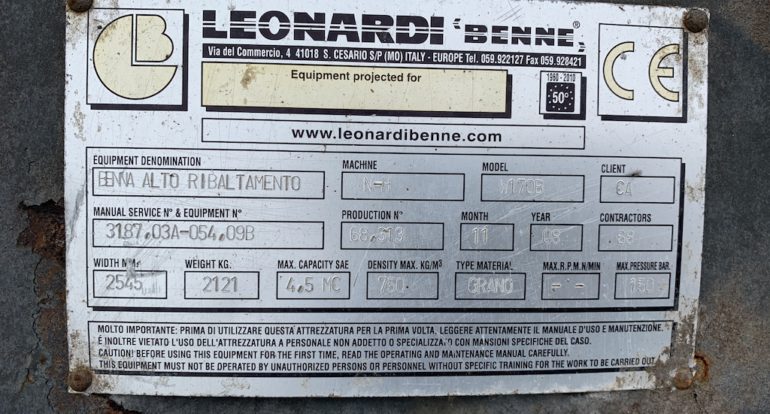 LEONARDI "BENNE"®
Via del Commercio, 4 41018 S. CESARIO S/P (MO) ITALY - EUROPE Tel. 059.922127 Fax 059.928421
Equipment projected for
1960-2010
50°
CE
www.leonardibenne.com
EQUIPMENT DENOMINATION MACHINE MODEL CLIENT
BENNA ALTO RIBALTAMENTO N-H W170B CA
MANUAL SERVICE N° & EQUIPMENT N° PRODUCTION N° MONTH YEAR CONTRACTORS
3187.03A-054.09B 68.313 11 09
WIDTH WEIGHT KG. MAX. CAPACITY SAE DENSITY MAX. KG/M³ TYPE MATERIAL MAX.R.P.M.N/MIN MAX.PRESSURE BAR.
2545 2121 4,5 MC 760 GRANO - -
MOLTO IMPORTANTE: PRIMA DI UTILIZZARE QUESTA ATTREZZATURA PER LA PRIMA VOLTA, LEGGERE ATTENTAMENTE IL MANUALE D'USO E MANUTENZIONE.
È INOLTRE VIETATO L'USO DELL'ATTREZZATURA A PERSONALE NON ADDETTO O SPECIALIZZATO CON MANSIONI SPECIFICHE DEL CASO.
CAUTION! BEFORE USING THIS EQUIPMENT FOR THE FIRST TIME, READ THE OPERATING AND MAINTENANCE MANUAL CAREFULLY.
THIS EQUIPMENT MUST NOT BE OPERATED BY UNAUTHORIZED PERSONS OR PERSONNEL WITHOUT SPECIFIC TRAINING FOR THE WORK TO BE CARRIED OUT.